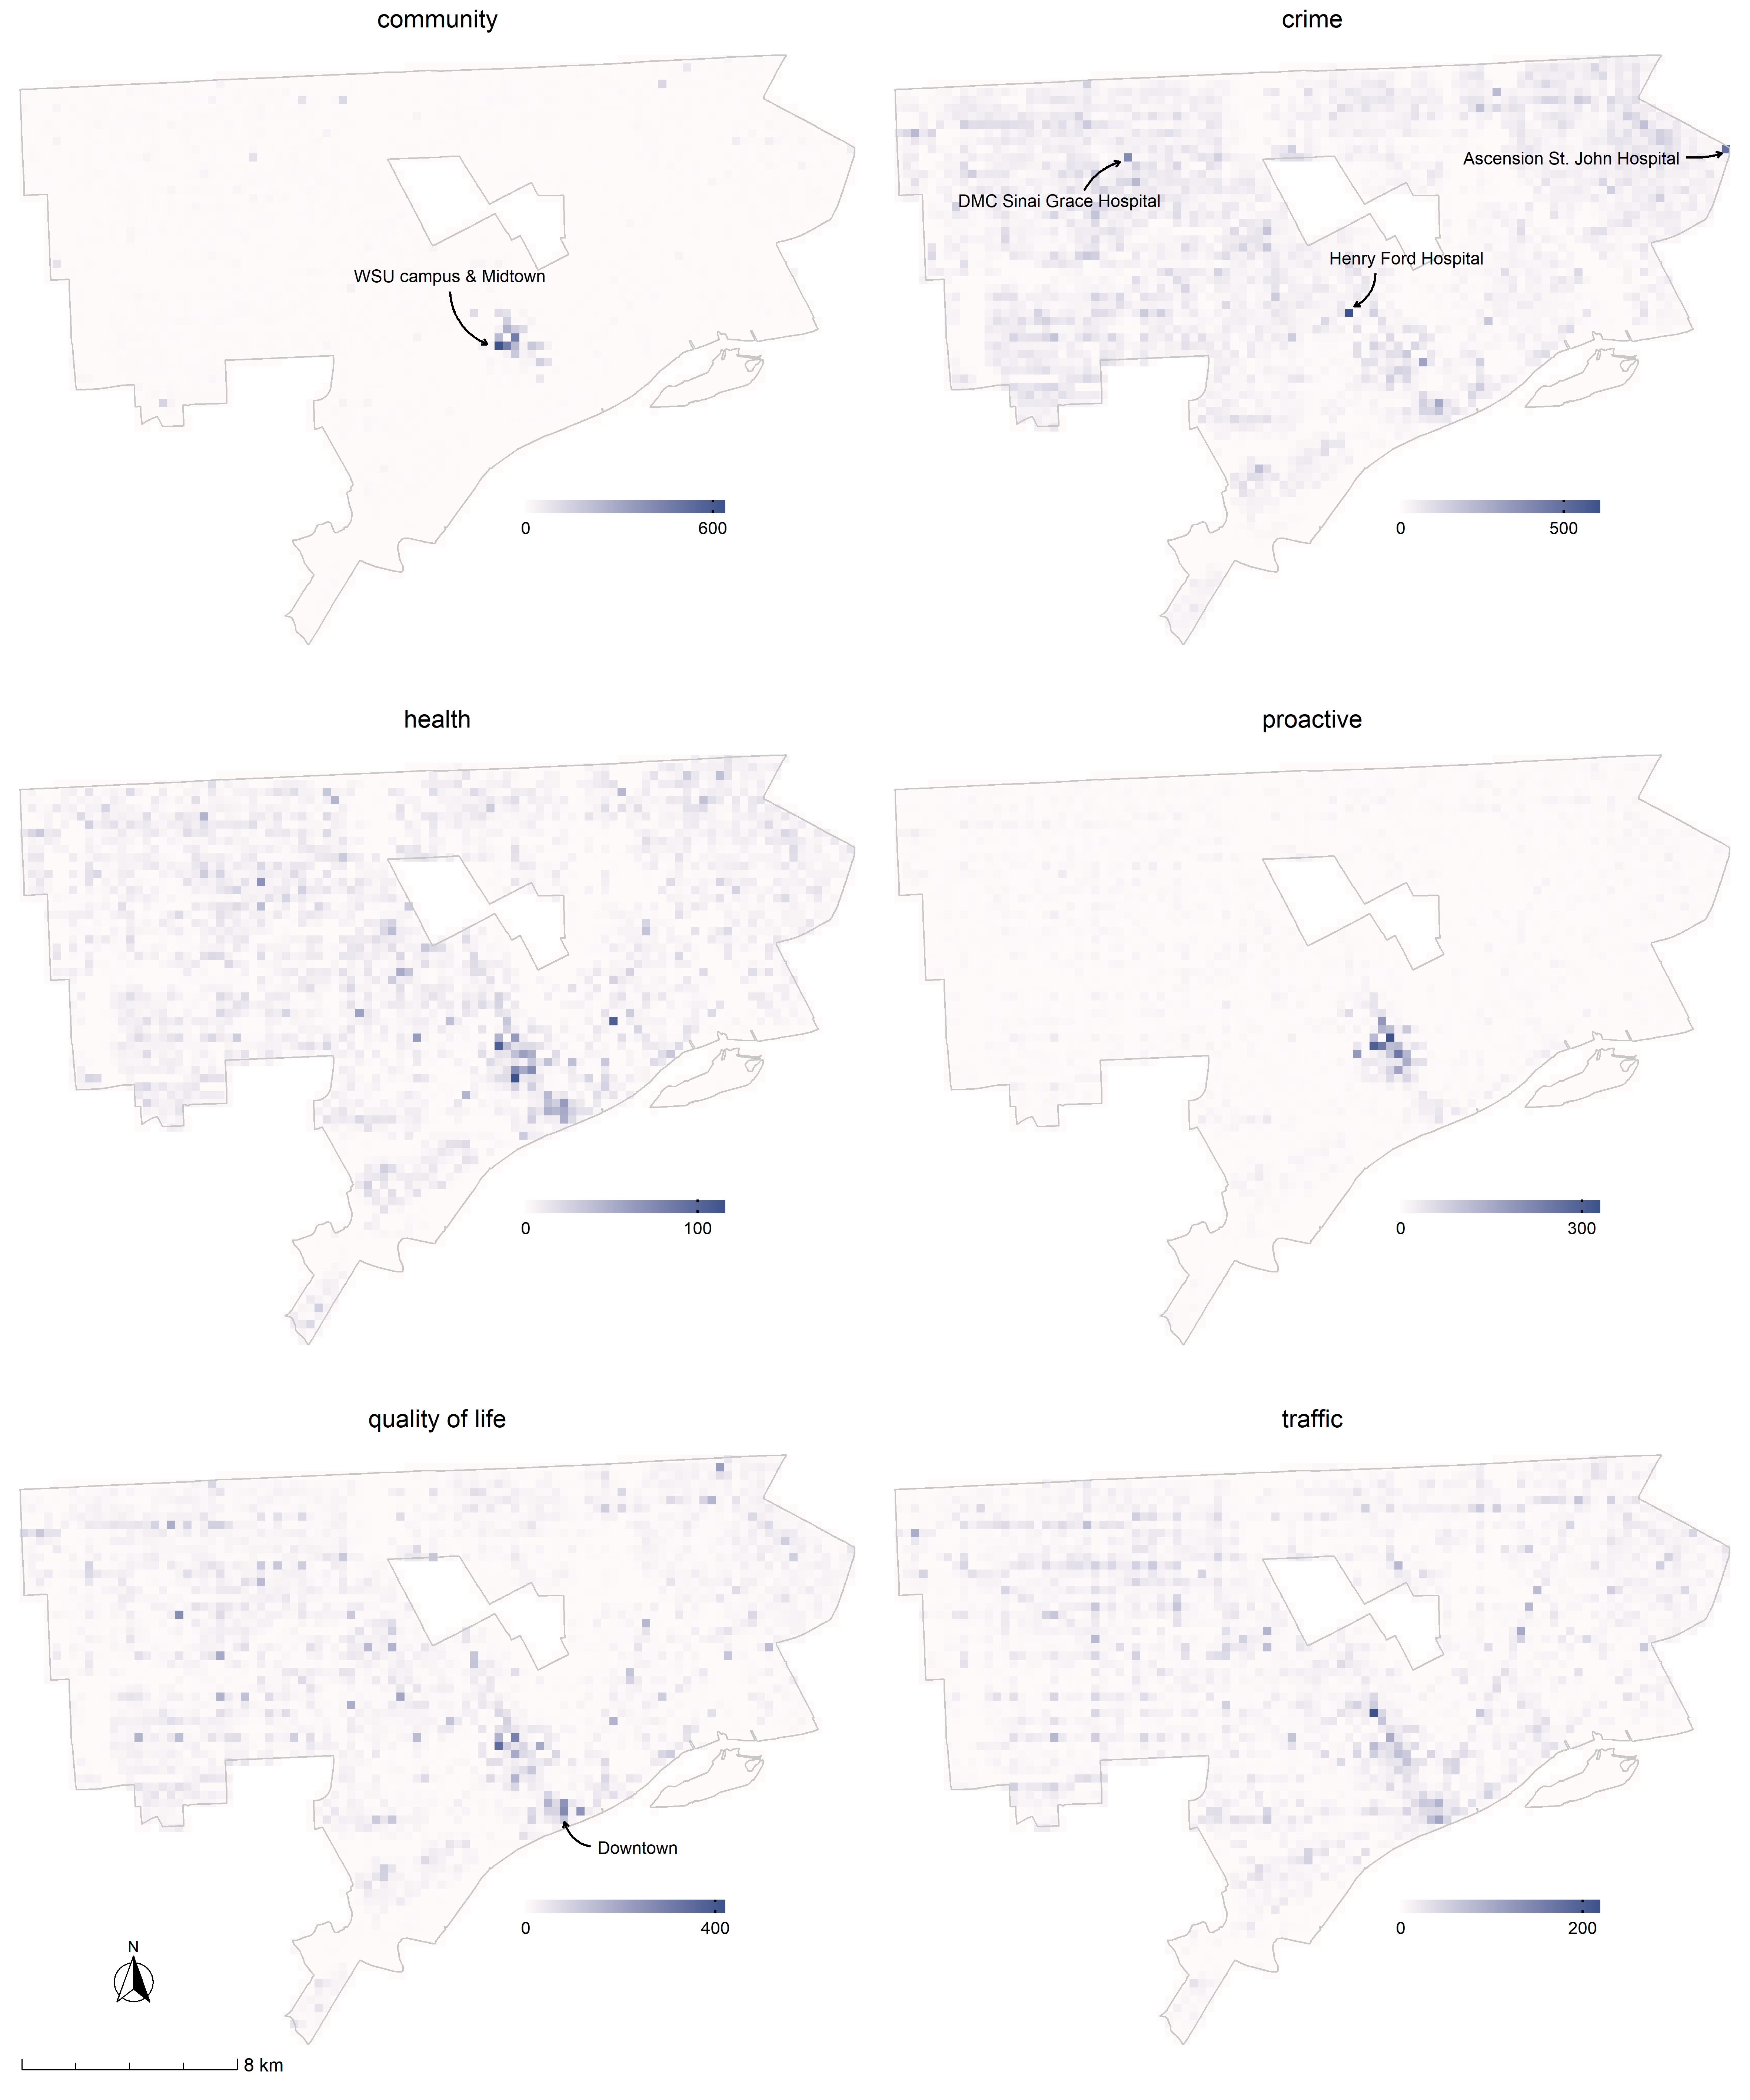 community
crime
Ascension St. John Hospital
DMC Sinai Grace Hospital
Henry Ford Hospital
WSU campus & Midtown
0 600
0 500
health
proactive
0 100
0 300
quality of life
traffic
Downtown
0 400
0 200
N
8 km